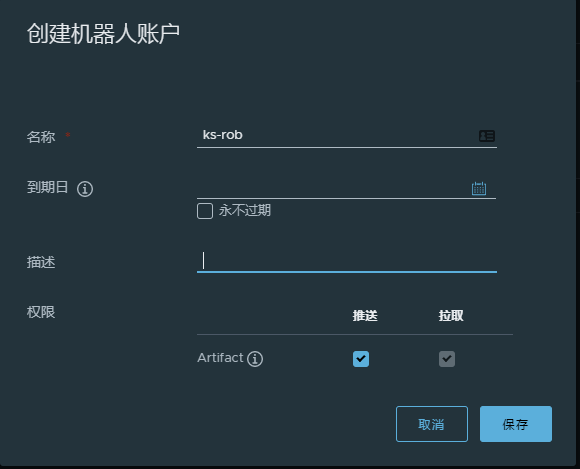 创建机器人账户
名称 * ks-rob
到期日
永不过期
描述
权限 推送 拉取
Artifact
取消 保存